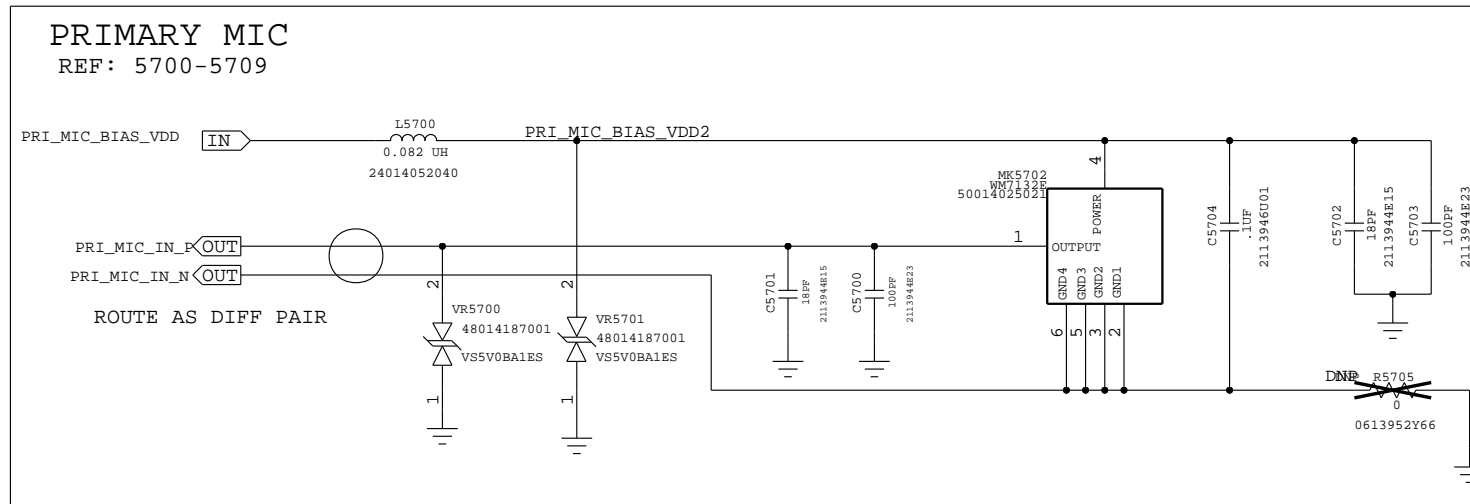 PRIMARY MIC
REF: 5700-5709
PRI_MIC_BIAS_VDD
IN
L5700
0.082 UH
24014052040
PRI_MIC_BIAS_VDD2
MK5702
WM7132E
50014025021
4
POWER
1
OUTPUT
GND4
GND3
GND2
GND1
6
5
3
2
PRI_MIC_IN_P
OUT
PRI_MIC_IN_N
OUT
ROUTE AS DIFF PAIR
2
VR5700
48014187001
VS5V0BA1ES
1
2
VR5701
48014187001
VS5V0BA1ES
1
C5701
18PF
2113944E15
C5700
100PF
2113944E23
C5704
.1UF
2113946U01
C5702
18PF
2113944E15
C5703
100PF
2113944E23
DNP
R5705
0
0613952Y66